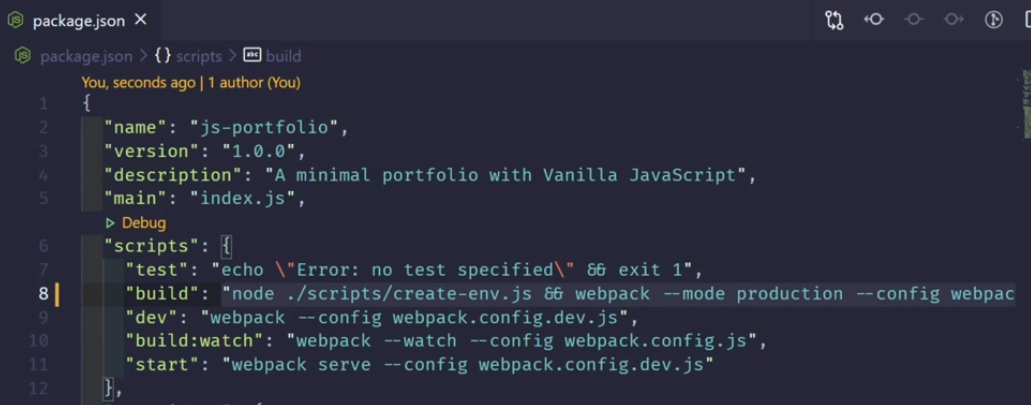 package.json ×
package.json > {} scripts > abc build
You, seconds ago | 1 author (You)
1 {
2 "name": "js-portfolio",
3 "version": "1.0.0",
4 "description": "A minimal portfolio with Vanilla JavaScript",
5 "main": "index.js",
Debug
6 "scripts": {
7 "test": "echo \"Error: no test specified\" && exit 1",
8 "build": "node ./scripts/create-env.js && webpack --mode production --config webpac
9 "dev": "webpack --config webpack.config.dev.js",
10 "build:watch": "webpack --watch --config webpack.config.js",
11 "start": "webpack serve --config webpack.config.dev.js"
12 },